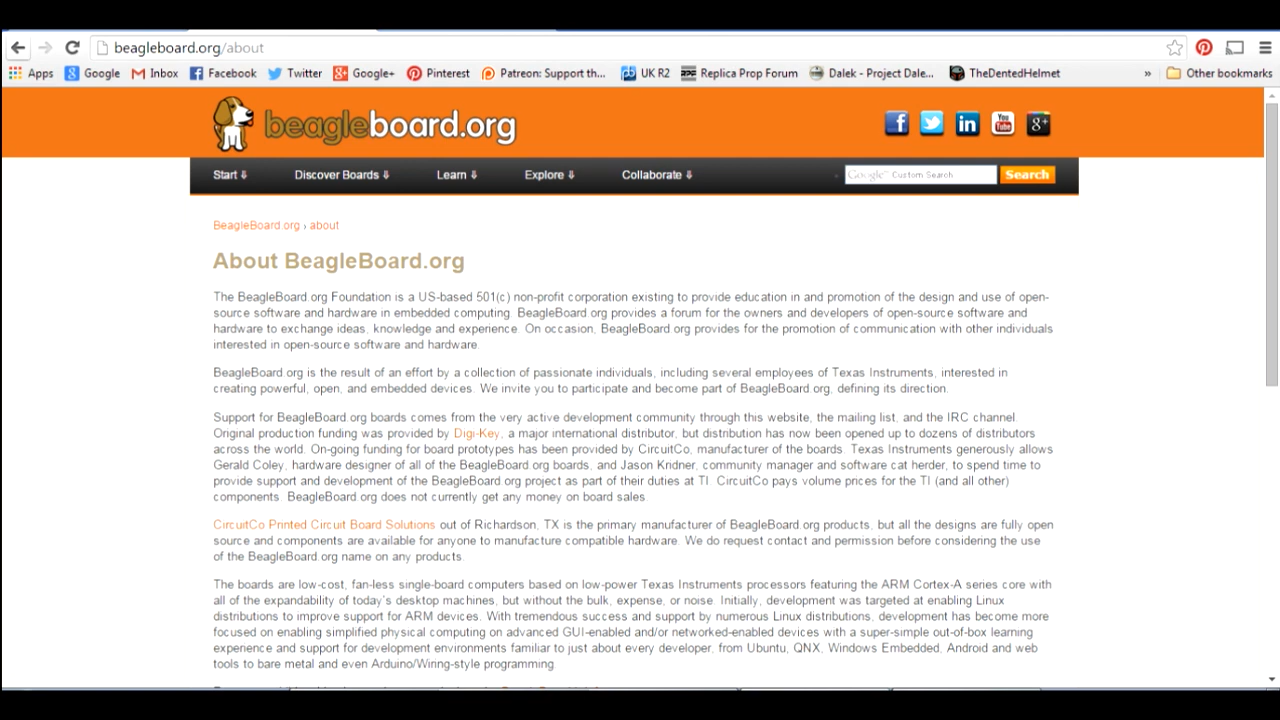 beagleboard.org/about
Apps Google Inbox Facebook Twitter Google+ Pinterest Patreon: Support th... UK R2 Replica Prop Forum Dalek - Project Dale... TheDentedHelmet » Other bookmarks
beagleboard.org
f in You Tube g+
Start ⇩ Discover Boards ⇩ Learn ⇩ Explore ⇩ Collaborate ⇩ Google™ Custom Search Search
BeagleBoard.org › about
About BeagleBoard.org
The BeagleBoard.org Foundation is a US-based 501(c) non-profit corporation existing to provide education in and promotion of the design and use of open-
source software and hardware in embedded computing. BeagleBoard.org provides a forum for the owners and developers of open-source software and
hardware to exchange ideas, knowledge and experience. On occasion, BeagleBoard.org provides for the promotion of communication with other individuals
interested in open-source software and hardware.
BeagleBoard.org is the result of an effort by a collection of passionate individuals, including several employees of Texas Instruments, interested in
creating powerful, open, and embedded devices. We invite you to participate and become part of BeagleBoard.org, defining its direction.
Support for BeagleBoard.org boards comes from the very active development community through this website, the mailing list, and the IRC channel.
Original production funding was provided by Digi-Key, a major international distributor, but distribution has now been opened up to dozens of distributors
across the world. On-going funding for board prototypes has been provided by CircuitCo, manufacturer of the boards. Texas Instruments generously allows
Gerald Coley, hardware designer of all of the BeagleBoard.org boards, and Jason Kridner, community manager and software cat herder, to spend time to
provide support and development of the BeagleBoard.org project as part of their duties at TI. CircuitCo pays volume prices for the TI (and all other)
components. BeagleBoard.org does not currently get any money on board sales.
CircuitCo Printed Circuit Board Solutions out of Richardson, TX is the primary manufacturer of BeagleBoard.org products, but all the designs are fully open
source and components are available for anyone to manufacture compatible hardware. We do request contact and permission before considering the use
of the BeagleBoard.org name on any products.
The boards are low-cost, fan-less single-board computers based on low-power Texas Instruments processors featuring the ARM Cortex-A series core with
all of the expandability of today's desktop machines, but without the bulk, expense, or noise. Initially, development was targeted at enabling Linux
distributions to improve support for ARM devices. With tremendous success and support by numerous Linux distributions, development has become more
focused on enabling simplified physical computing on advanced GUI-enabled and/or networked-enabled devices with a super-simple out-of-box learning
experience and support for development environments familiar to just about every developer, from Ubuntu, QNX, Windows Embedded, Android and web
tools to bare metal and even Arduino/Wiring-style programming.